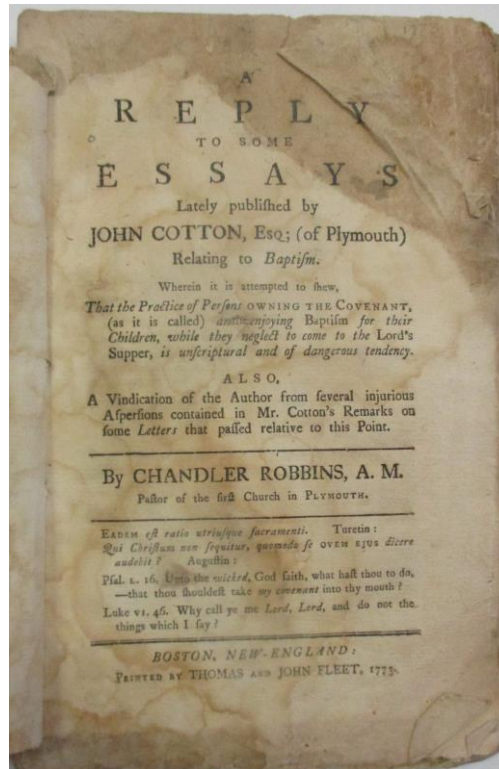 A
REPLY
TO SOME
ESSAYS
Lately publiſhed by
JOHN COTTON, Esq; (of Plymouth)
Relating to Baptiſm.
Wherein it is attempted to ſhew,
That the Practice of Perſons OWNING THE COVENANT,
(as it is called) and enjoying Baptiſm for their
Children, while they neglect to come to the Lord's
Supper, is unſcriptural and of dangerous tendency.
ALSO,
A Vindication of the Author from ſeveral injurious
Aſperſions contained in Mr. Cotton's Remarks on
ſome Letters that paſſed relative to this Point.
By CHANDLER ROBBINS, A. M.
Paſtor of the firſt Church in PLYMOUTH.
EADEM eſt ratio utriuſque ſacramenti. Turetin:
Qui Chriſtum non ſequitur, quomodo ſe OVEM EJUS dicere
audebit? Auguſtin:
Pſal. L. 16. Unto the wicked, God ſaith, what haſt thou to do,
—that thou ſhouldeſt take my covenant into thy mouth?
Luke VI. 46. Why call ye me Lord, Lord, and do not the
things which I ſay?
BOSTON, NEW-ENGLAND:
PRINTED BY THOMAS AND JOHN FLEET, 1773.